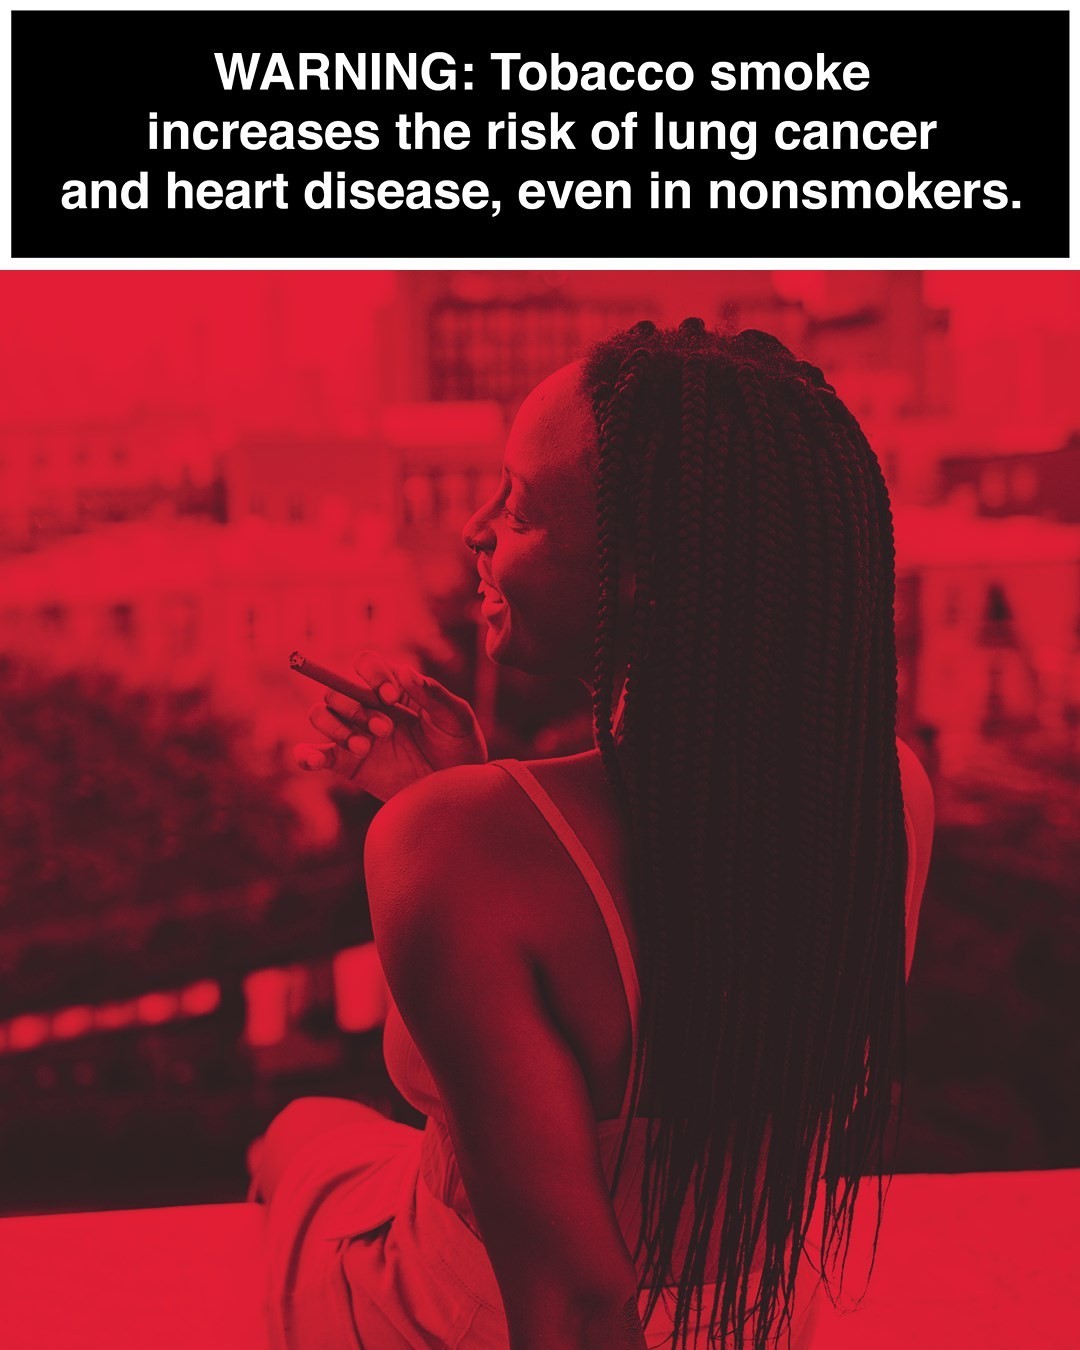 WARNING: Tobacco smoke
increases the risk of lung cancer
and heart disease, even in nonsmokers.